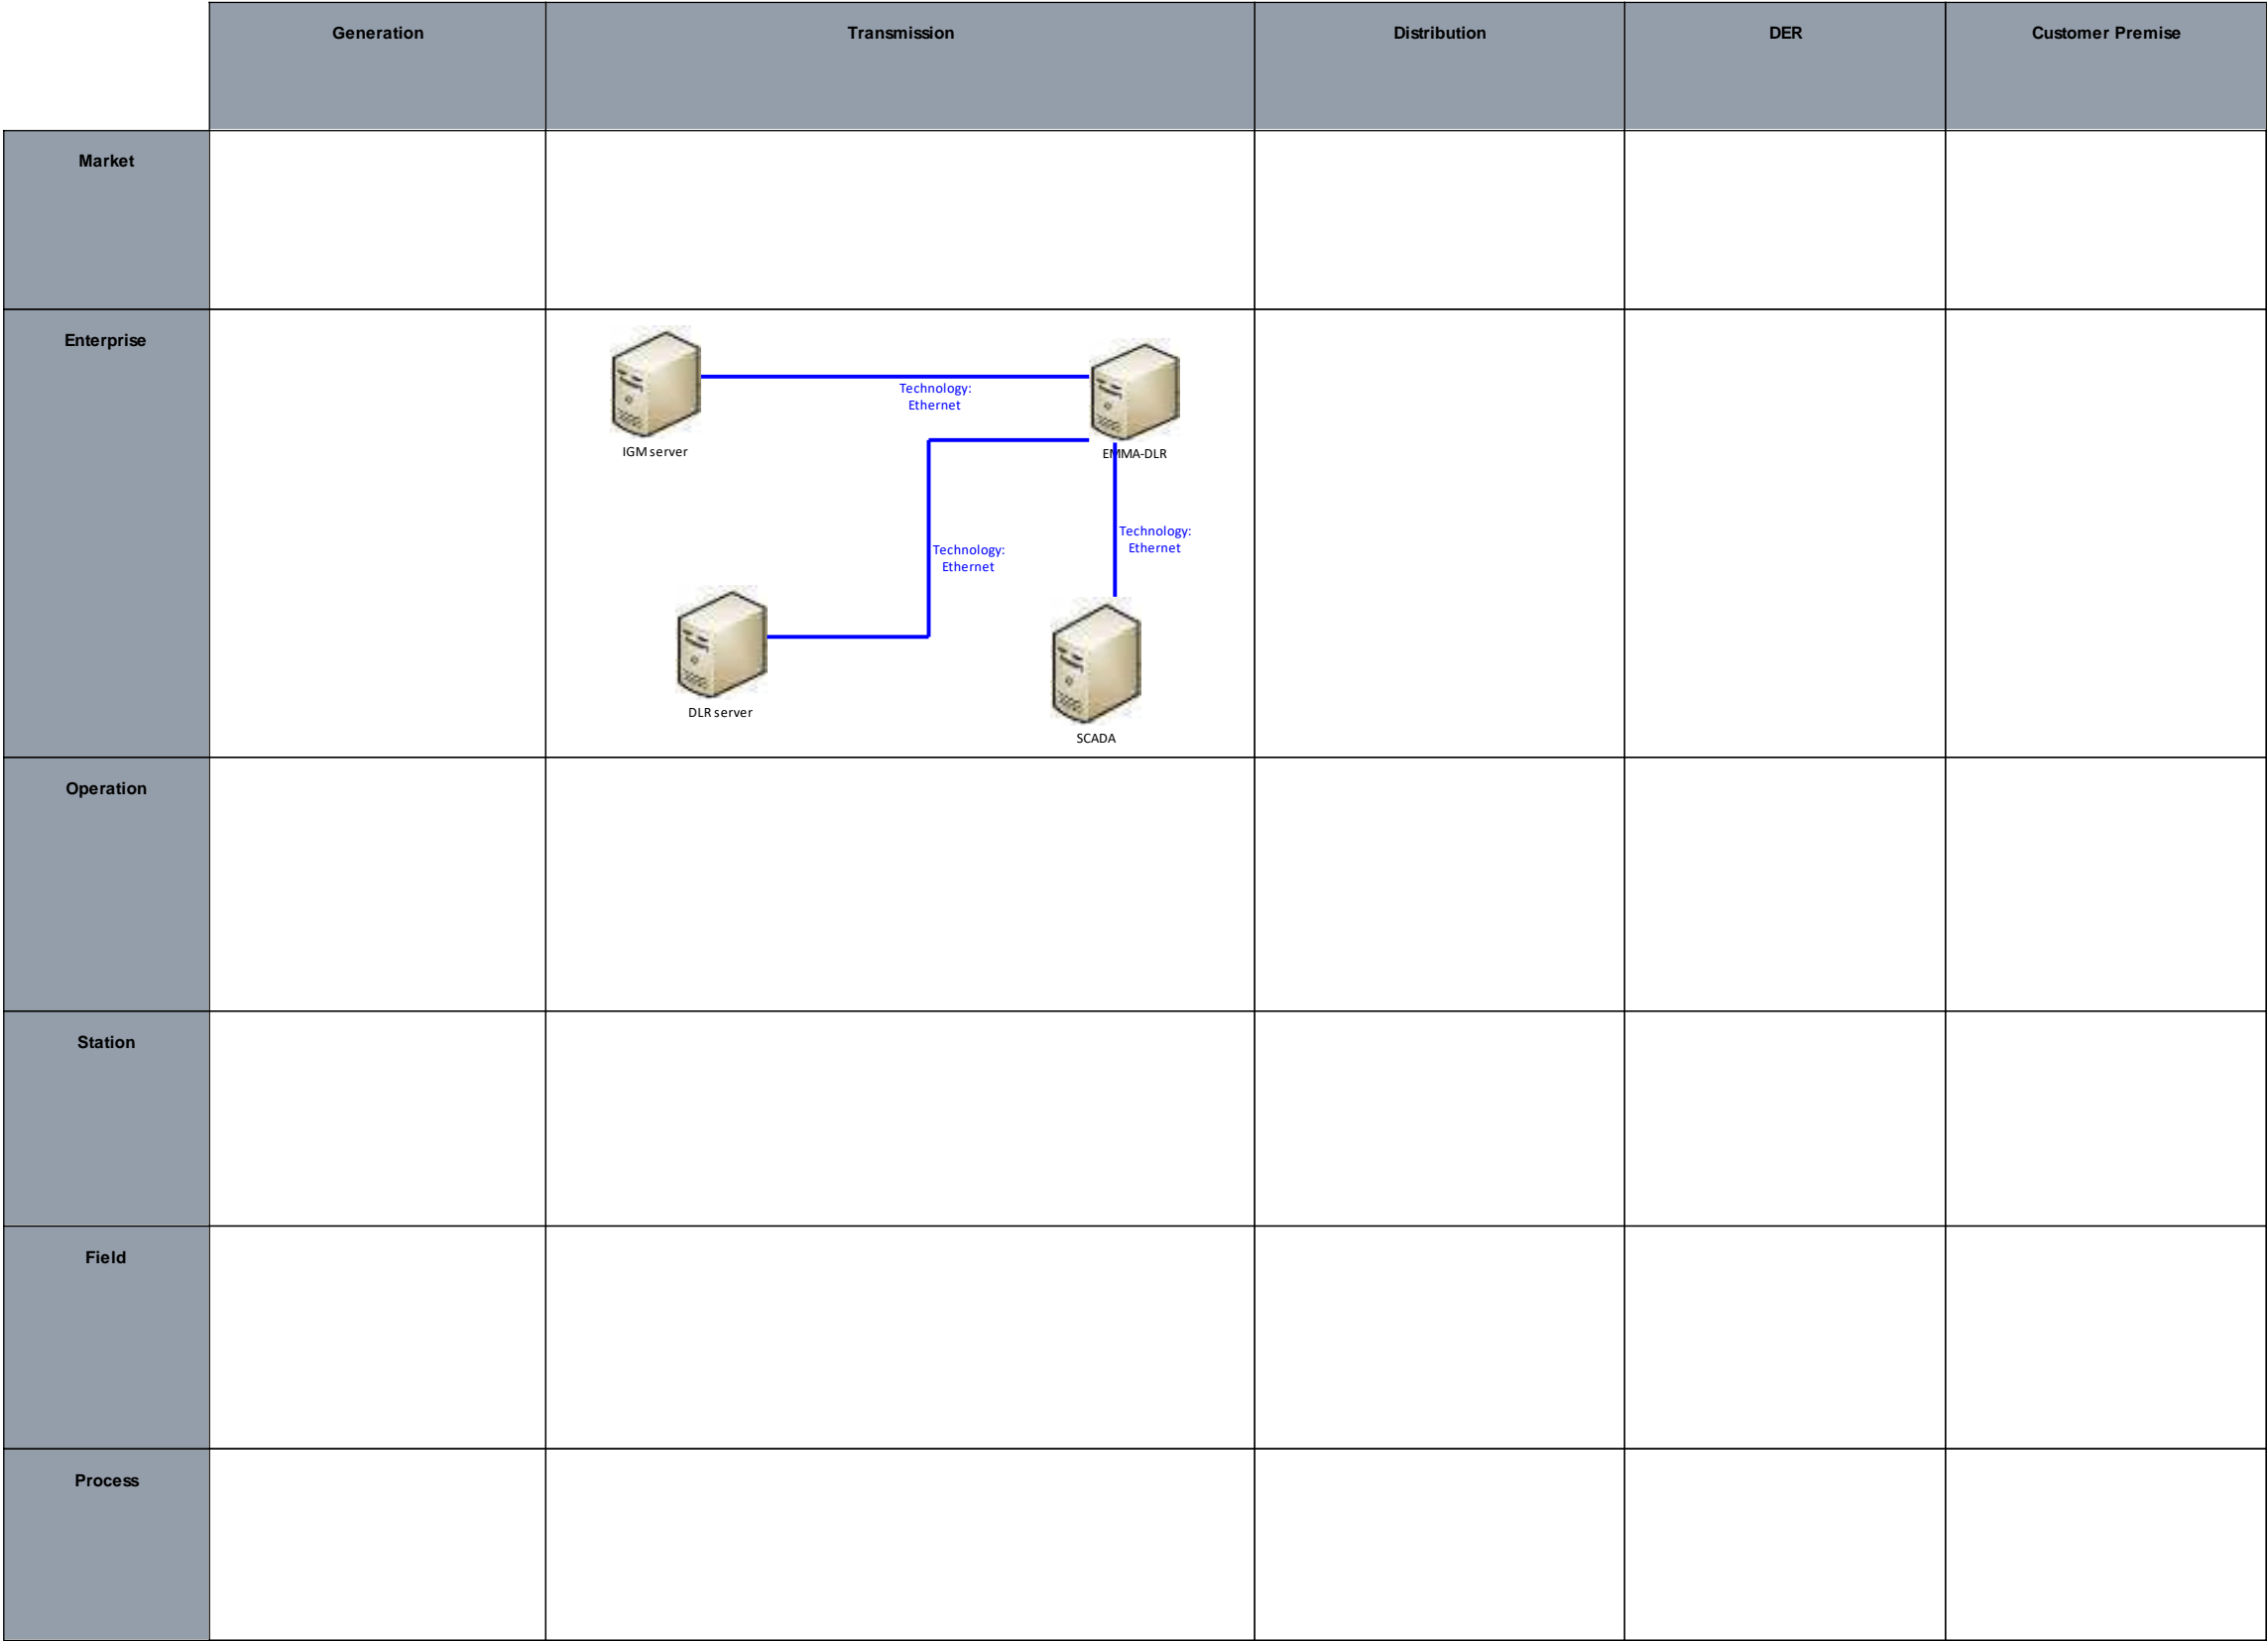 Generation
Transmission
Distribution
DER
Customer Premise
Market
Enterprise
Technology:
Ethernet
IGM server
EMMA-DLR
Technology:
Ethernet
Technology:
Ethernet
DLR server
SCADA
Operation
Station
Field
Process